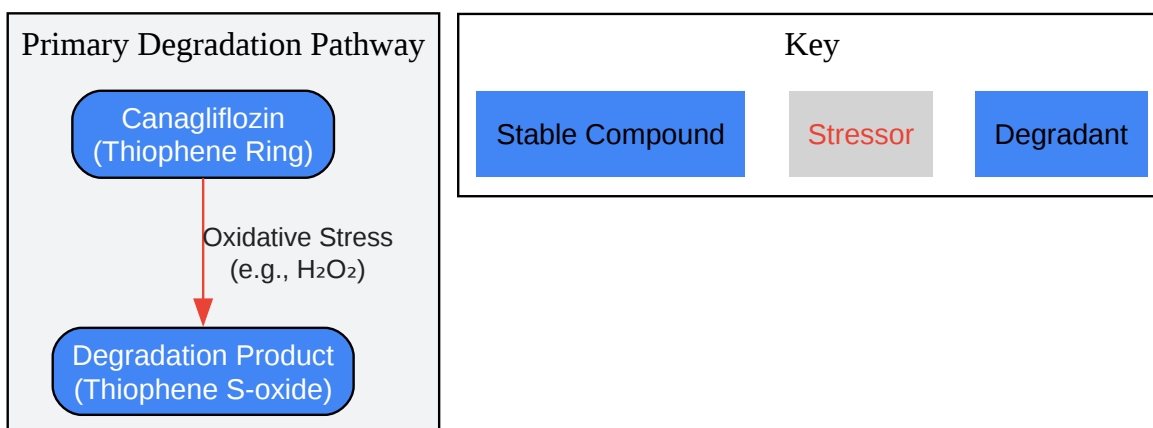 Primary Degradation Pathway
Canagliflozin
(Thiophene Ring)
Oxidative Stress
(e.g., H₂O₂)
Degradation Product
(Thiophene S-oxide)
Key
Stable Compound
Stressor
Degradant